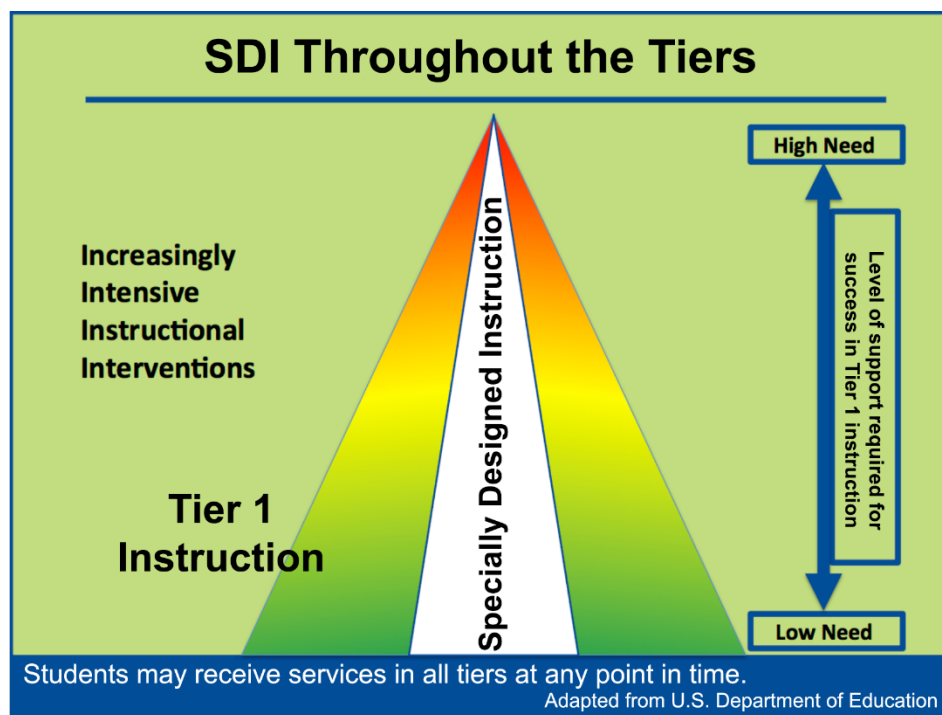 SDI Throughout the Tiers
High Need
Increasingly
Intensive
Instructional
Interventions
Specially Designed Instruction
Level of support required for
success in Tier 1 instruction
Tier 1
Instruction
Low Need
Students may receive services in all tiers at any point in time.
Adapted from U.S. Department of Education